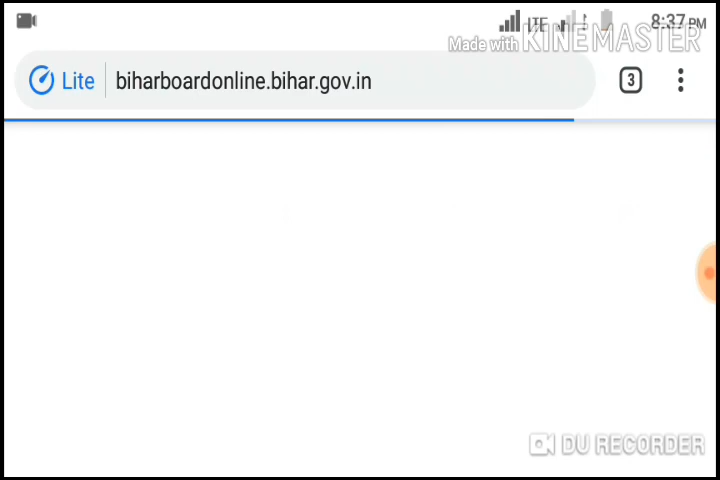 LTE 8:37 PM
Made with KINEMASTER
Lite biharboardonline.bihar.gov.in 3
DU RECORDER